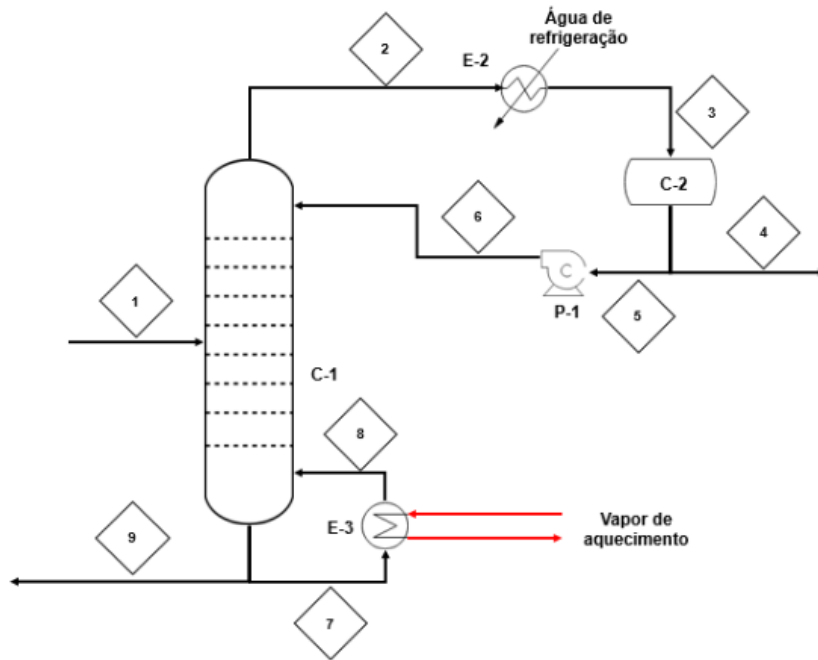 Água de
refrigeração
2
E-2
3
C-2
6
4
1
P-1
5
C
C-1
8
E-3
Vapor de
aquecimento
9
7